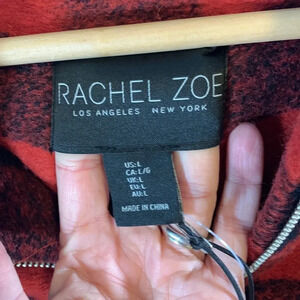 RACHEL ZOE
LOS ANGELES NEW YORK
US:L
CA:L/G
UK:L
EU:L
AU:L
MADE IN CHINA